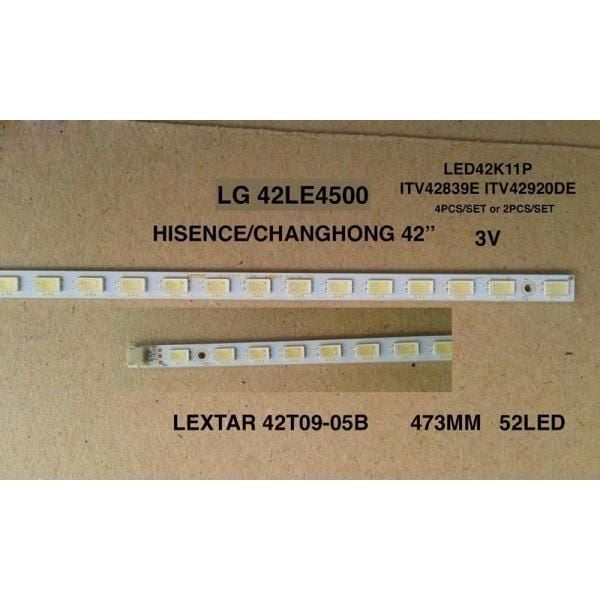 LED42K11P
LG 42LE4500
ITV42839E ITV42920DE
4PCS/SET or 2PCS/SET
HISENCE/CHANGHONG 42”
3V
LEXTAR
LEXTAR 42T09-05B 473MM 52LED